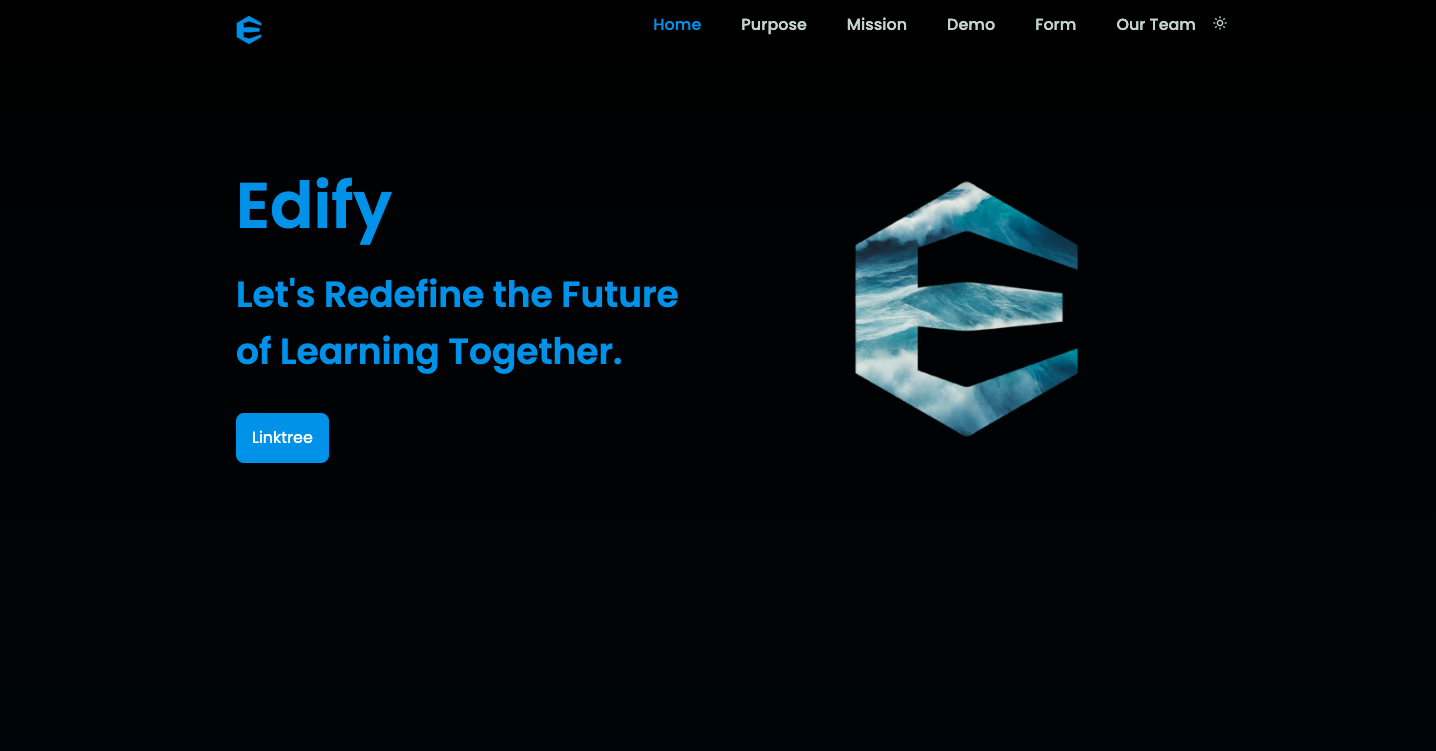 Home Purpose Mission Demo Form Our Team
Edify
Let's Redefine the Future
of Learning Together.
Linktree